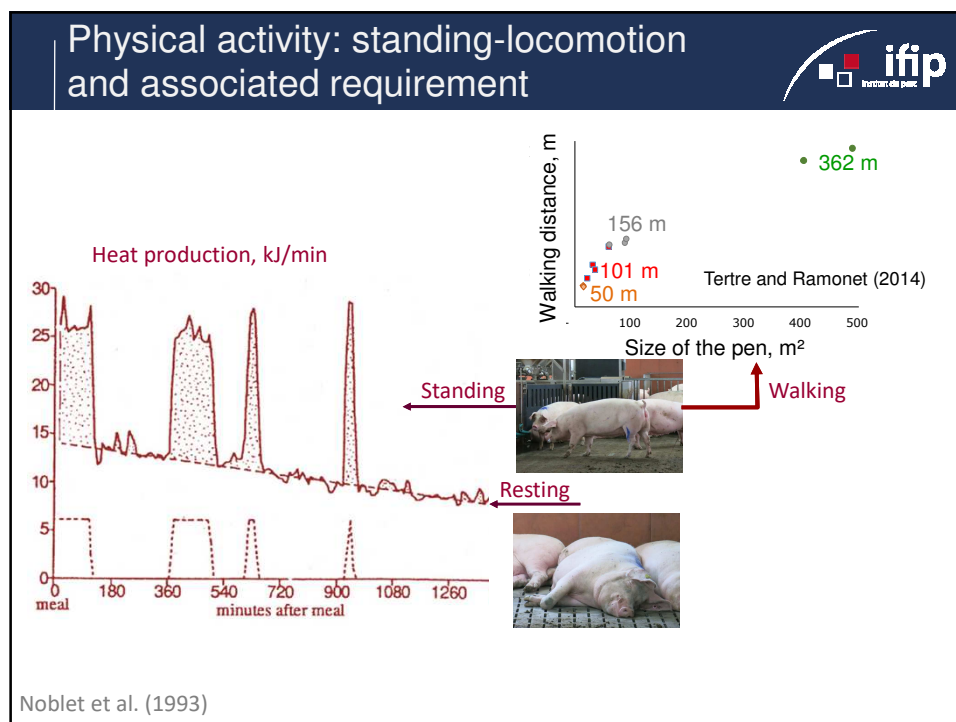 Physical activity: standing-locomotion
and associated requirement
ifip
Institut du porc
Walking distance, m
362 m
156 m
101 m
50 m
Tertre and Ramonet (2014)
-
100 200 300 400 500
Size of the pen, m²
Heat production, kJ/min
30
25
20
15
10
5
0
0 180 360 540 720 900 1080 1260
meal
minutes after meal
Standing
Walking
Resting
Noblet et al. (1993)